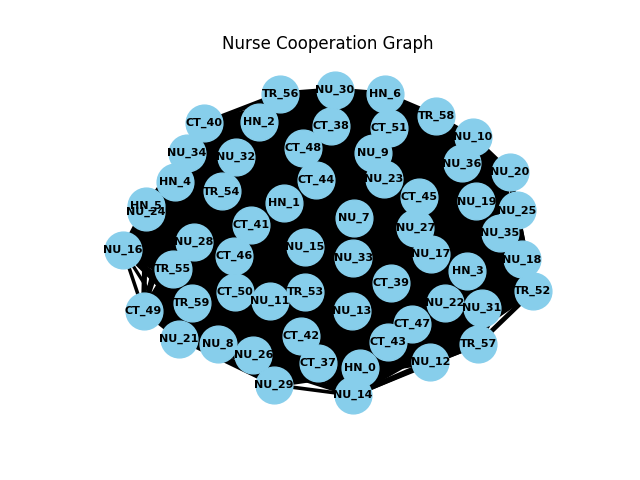 Nurse Cooperation Graph
NU_30
TR_56
HN_6
TR_58
CT_40
HN_2
CT_38
CT_51
NU_10
NU_34
NU_32
CT_48
NU_9
NU_36
NU_20
HN_4
TR_54
CT_44
NU_23
CT_45
NU_19
HN_5
NU_24
HN_1
NU_25
CT_41
NU_7
NU_27
NU_35
NU_16
NU_28
CT_46
NU_15
NU_33
NU_17
NU_18
TR_55
HN_3
CT_39
CT_50
TR_53
TR_52
CT_49
TR_59
NU_11
NU_13
NU_22
NU_31
NU_21
NU_8
CT_42
CT_47
CT_43
TR_57
NU_26
CT_37
HN_0
NU_12
NU_29
NU_14